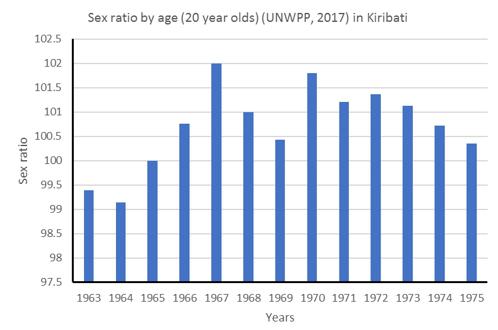 Sex ratio by age (20 year olds) (UNWPP, 2017) in Kiribati
102.5
102
101.5
101
100.5
100
99.5
99
98.5
98
97.5
Sex ratio
1963 1964 1965 1966 1967 1968 1969 1970 1971 1972 1973 1974 1975
Years